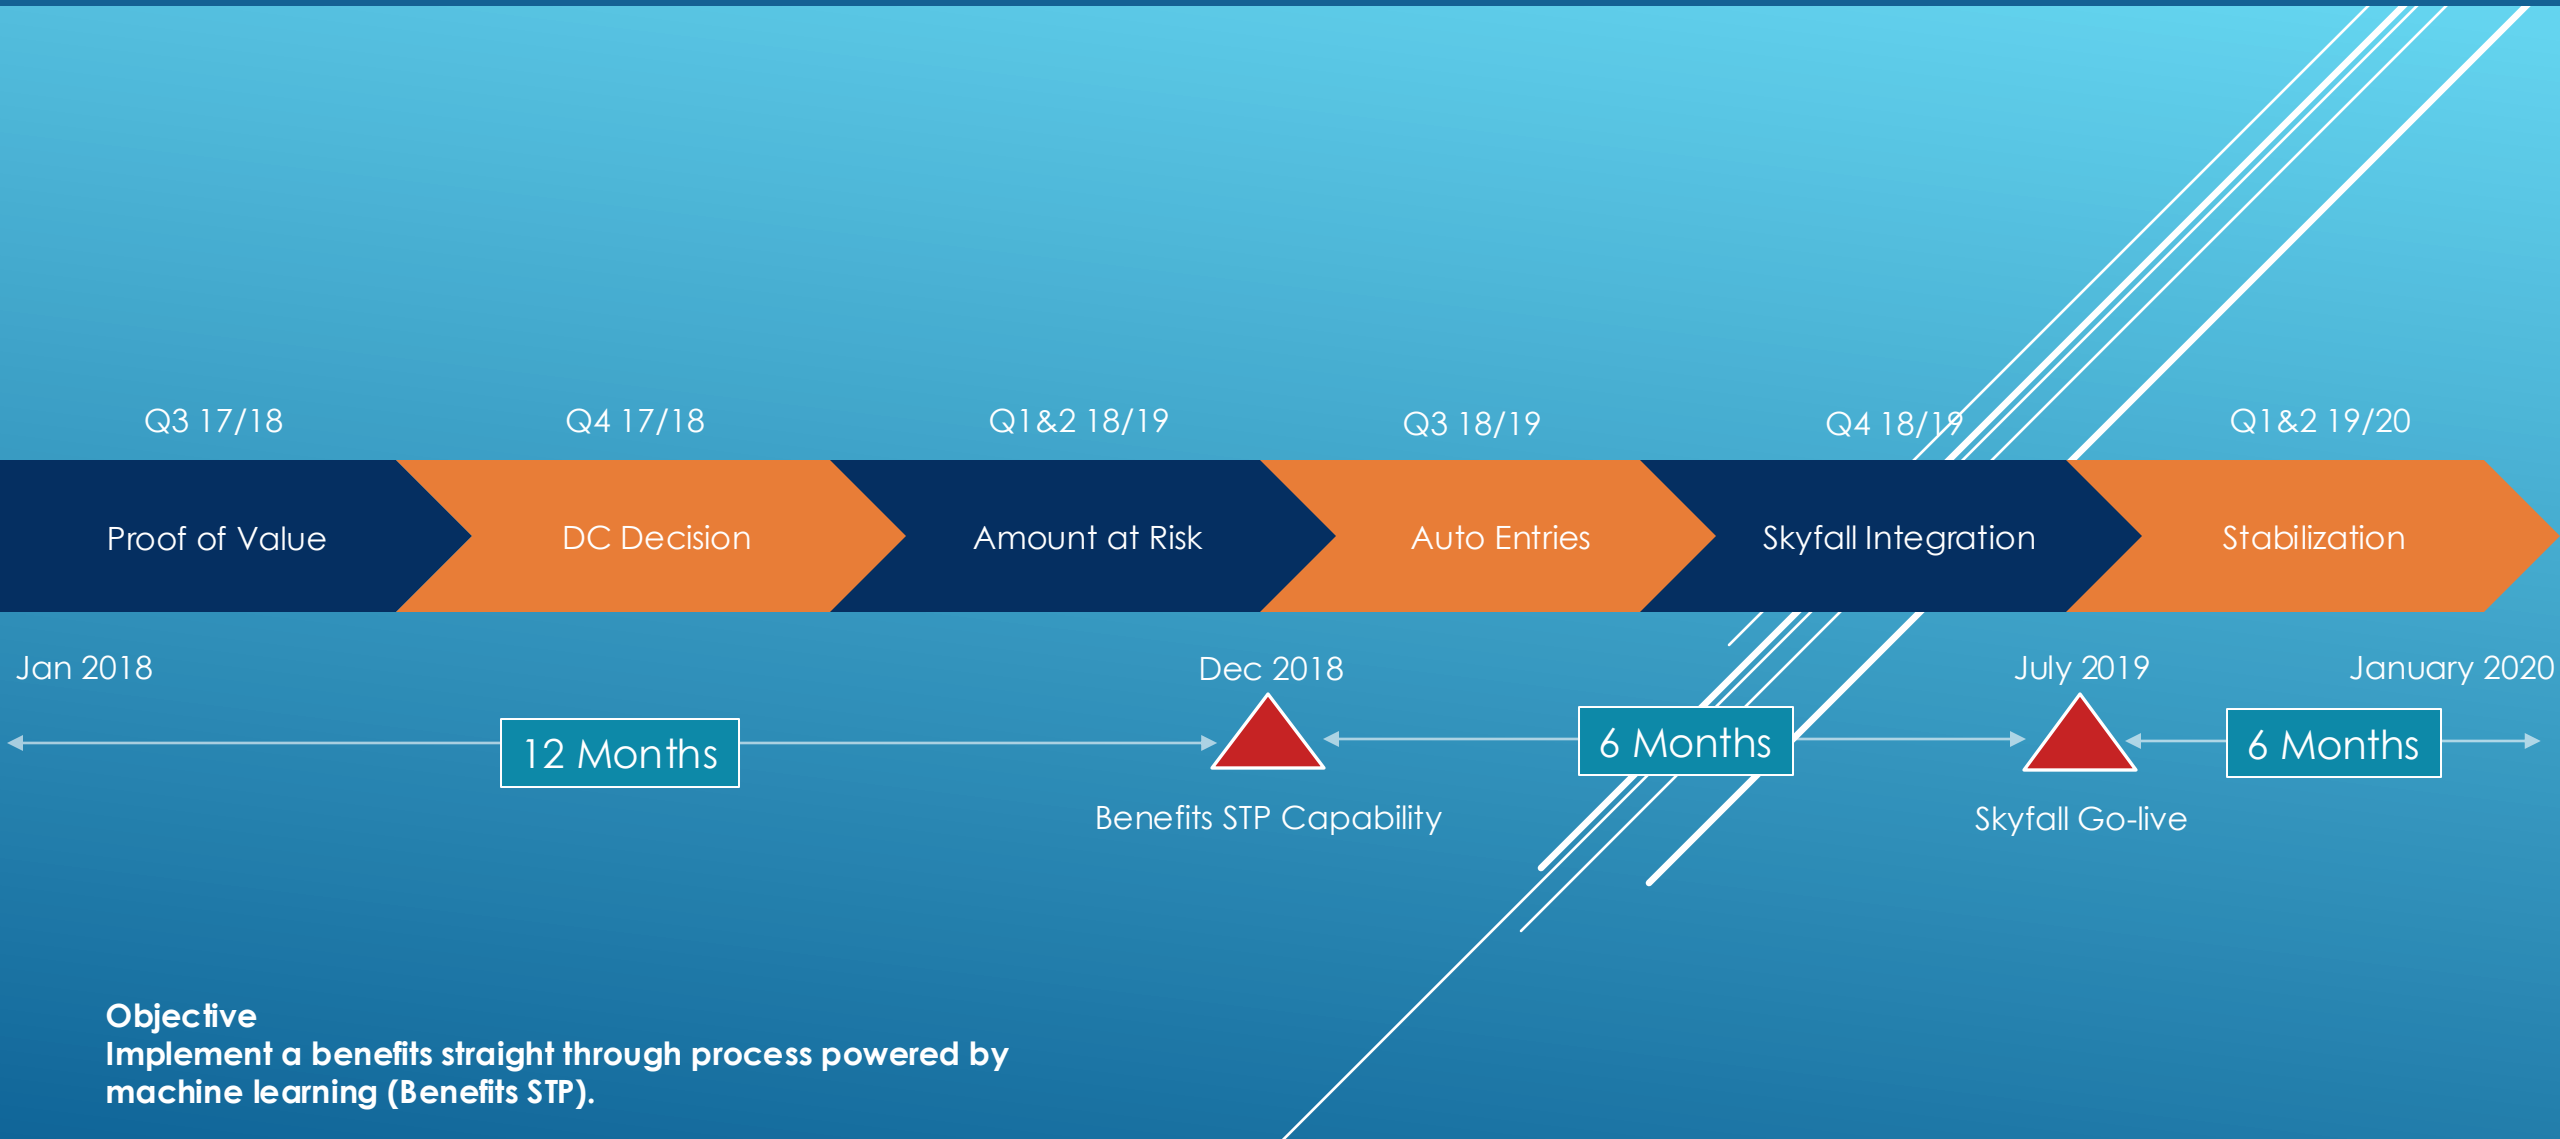 Q3 17/18
Q4 17/18
Q1&2 18/19
Q3 18/19
Q4 18/19
Q1&2 19/20
Proof of Value
DC Decision
Amount at Risk
Auto Entries
Skyfall Integration
Stabilization
Jan 2018
Dec 2018
July 2019
January 2020
12 Months
6 Months
6 Months
Benefits STP Capability
Skyfall Go-live
Objective
Implement a benefits straight through process powered by
machine learning (Benefits STP).